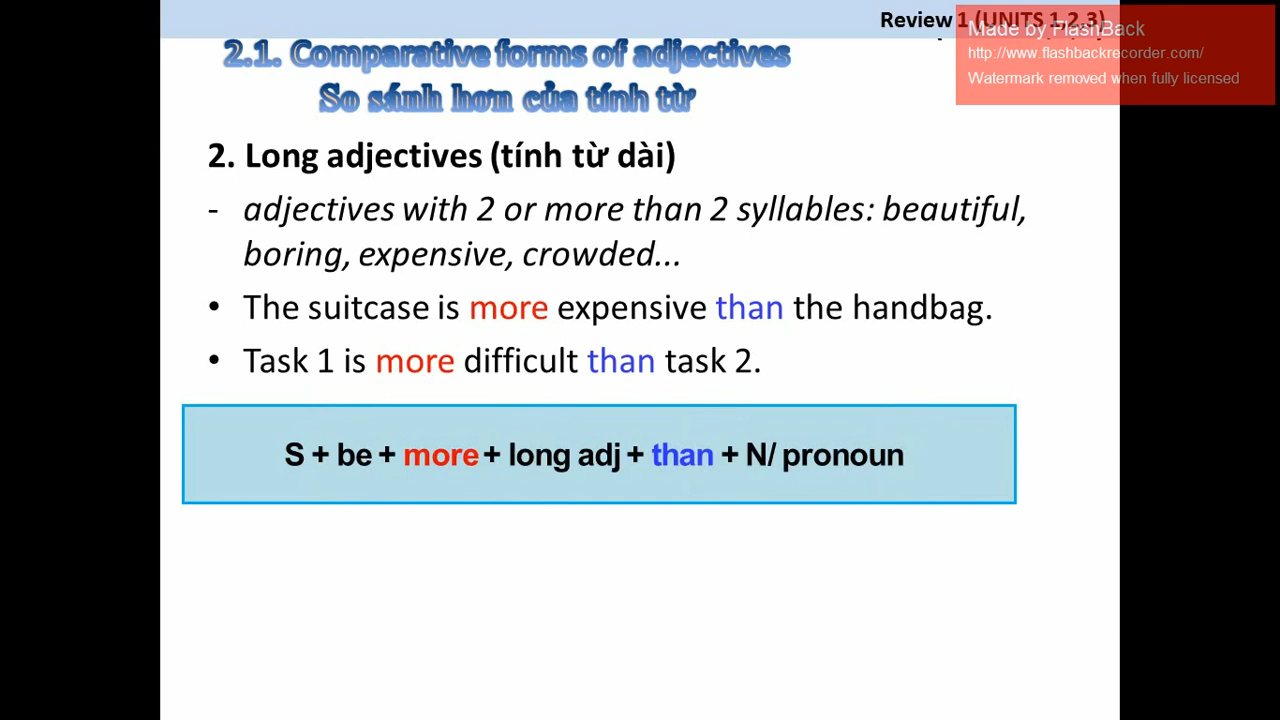 Review 1 (UNITS 1,2,3)
Made by FlashBack
http://www.flashbackrecorder.com/
Watermark removed when fully licensed
2.1. Comparative forms of adjectives
So sánh hơn của tính từ
2. Long adjectives (tính từ dài)
- adjectives with 2 or more than 2 syllables: beautiful,
boring, expensive, crowded...
• The suitcase is more expensive than the handbag.
• Task 1 is more difficult than task 2.
S + be + more + long adj + than + N/ pronoun